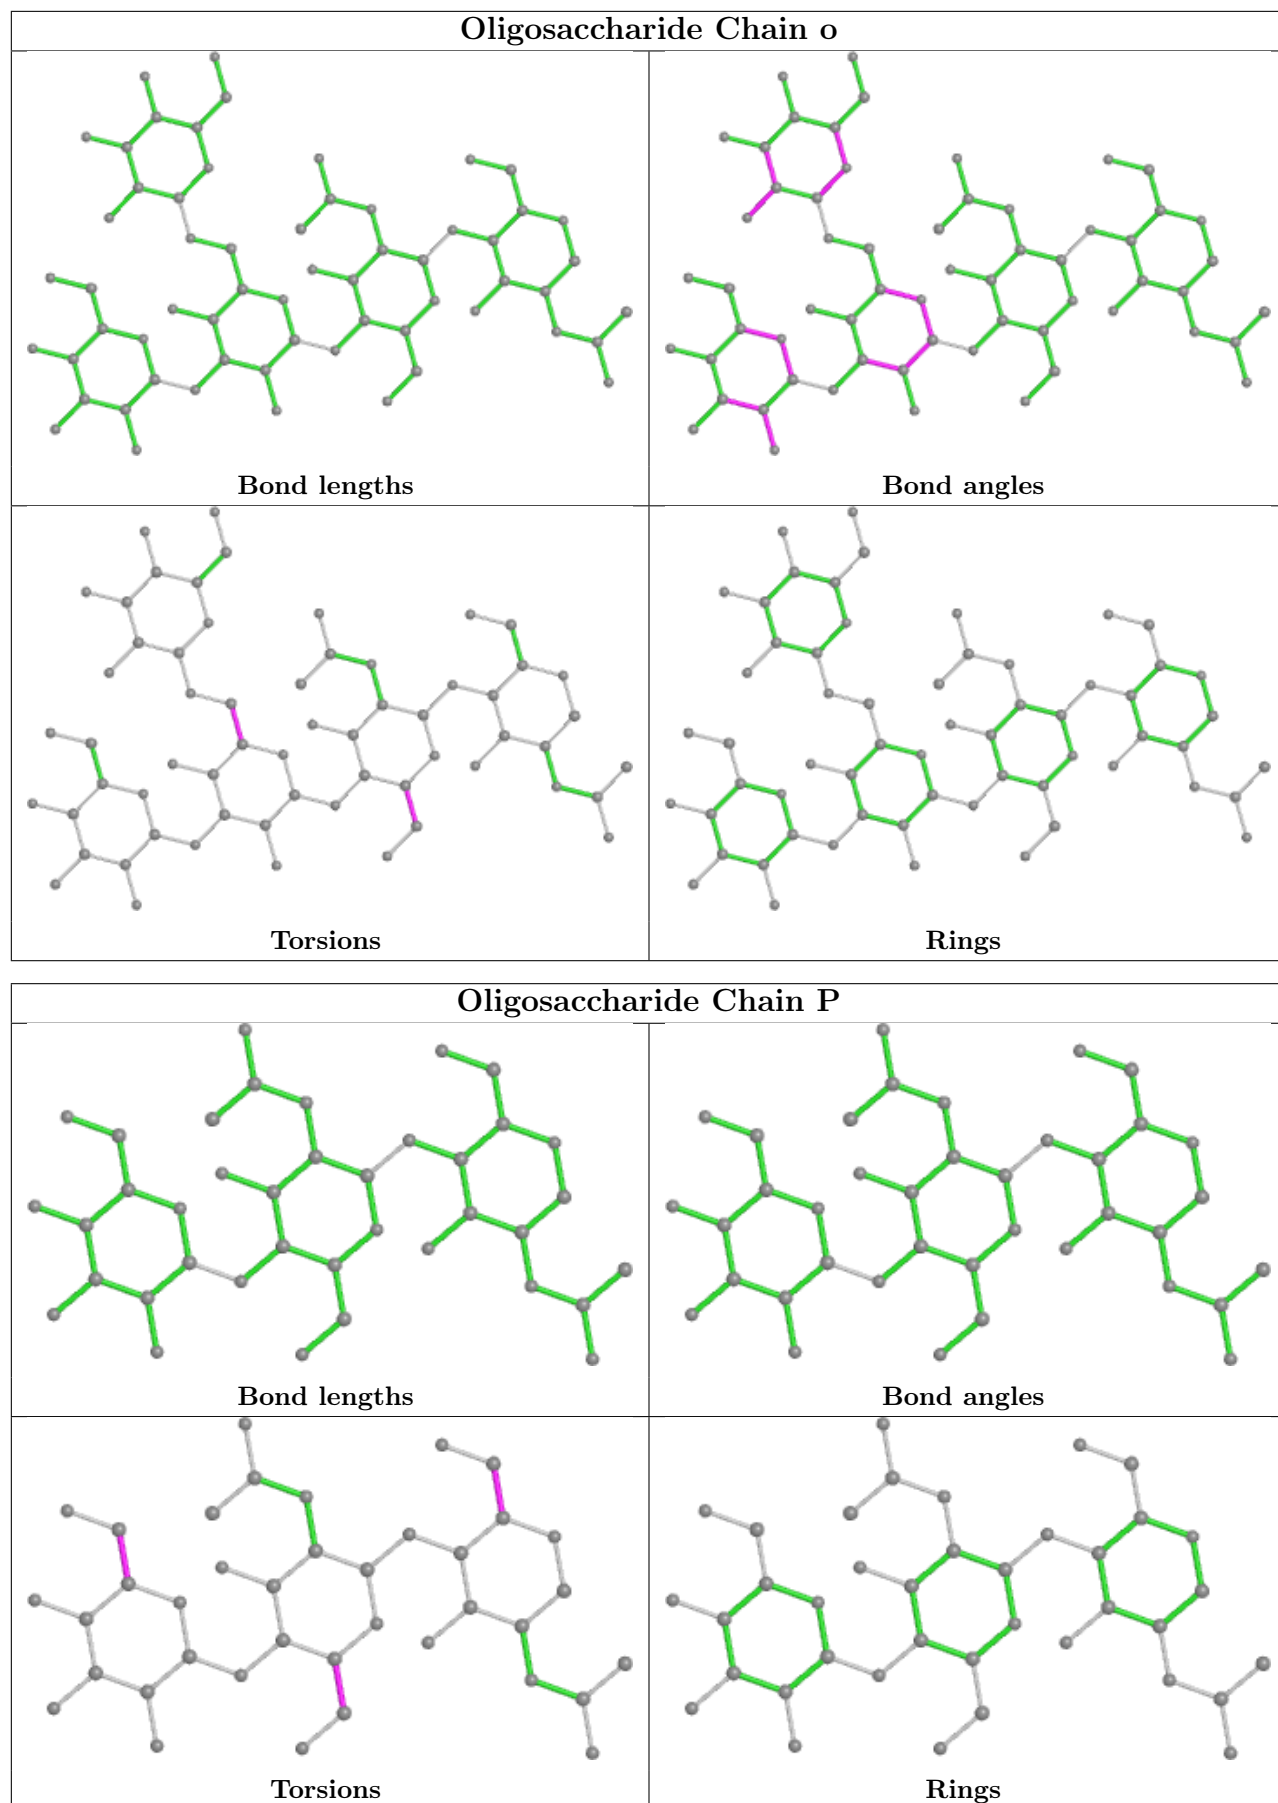 Oligosaccharide Chain o
Bond lengths
Bond angles
Torsions
Rings
Oligosaccharide Chain P
Bond lengths
Bond angles
Torsions
Rings